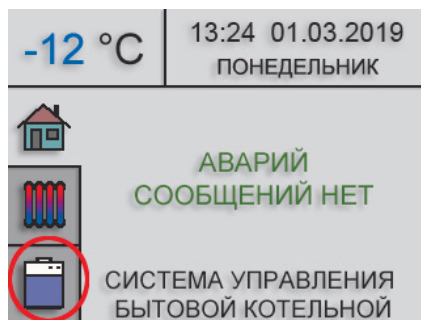 -12 °C
13:24 01.03.2019
ПОНЕДЕЛЬНИК
АВАРИЙ
СООБЩЕНИЙ НЕТ
СИСТЕМА УПРАВЛЕНИЯ
БЫТОВОЙ КОТЕЛЬНОЙ